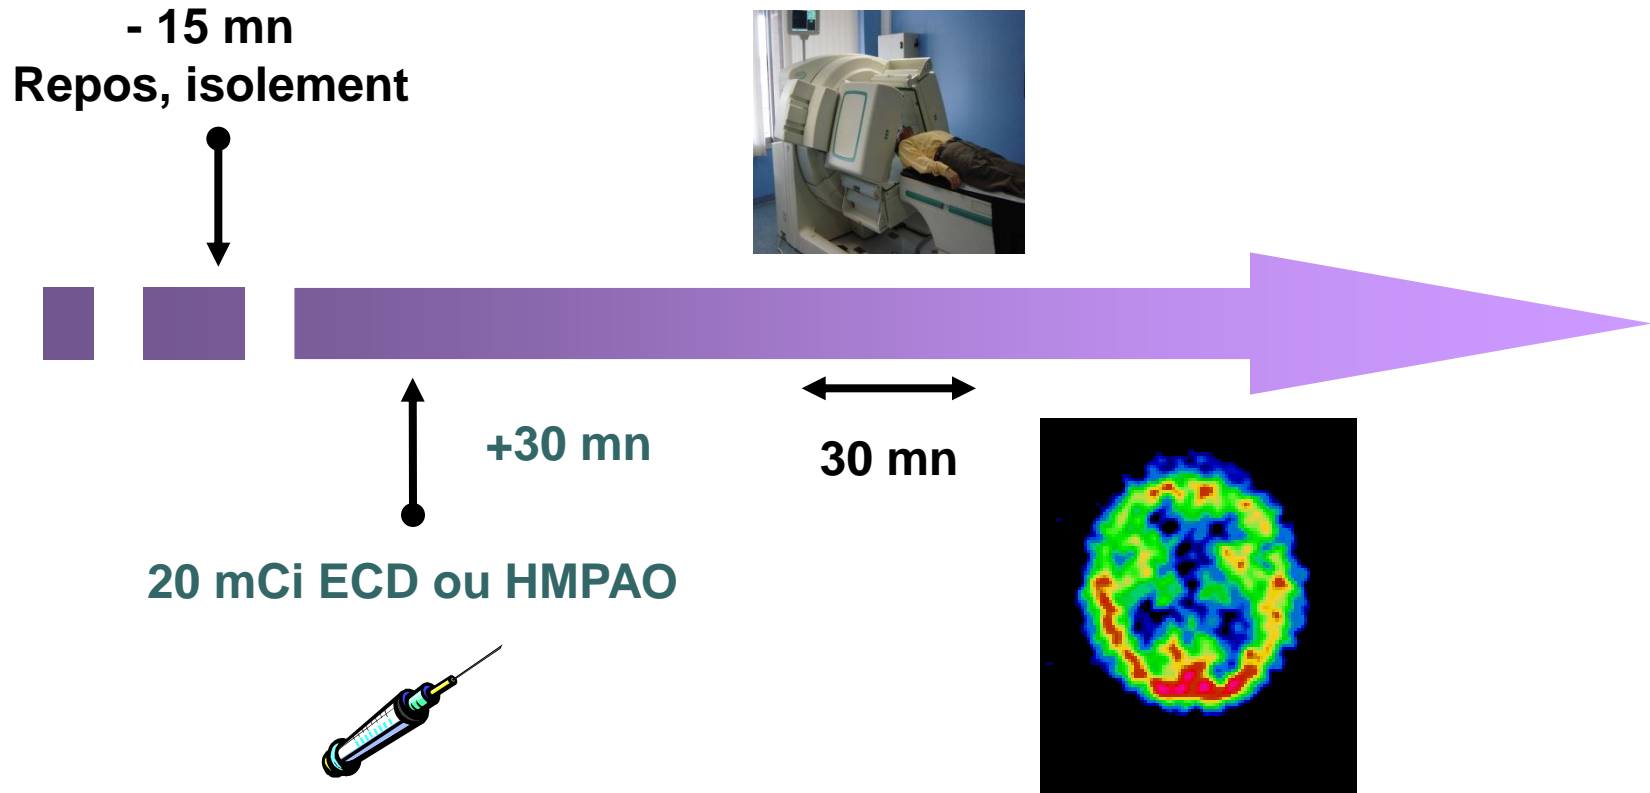 - 15 mn
Repos, isolement
+30 mn
30 mn
20 mCi ECD ou HMPAO